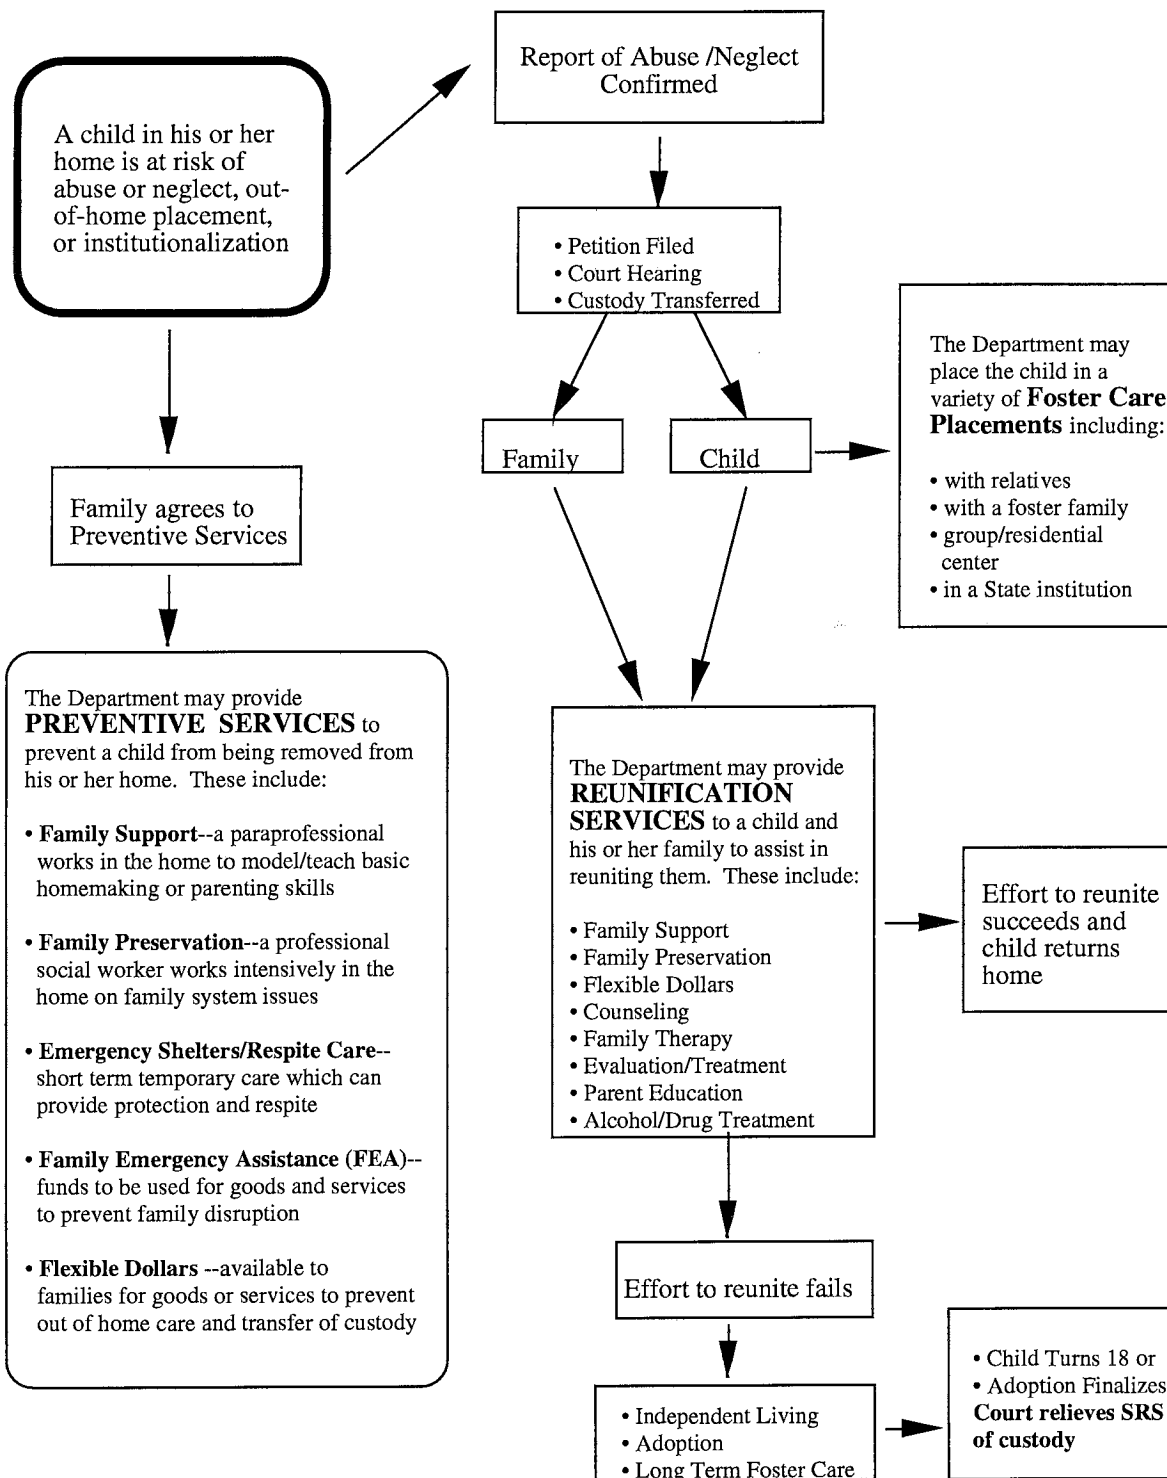 Report of Abuse /Neglect
Confirmed
A child in his or her
home is at risk of
abuse or neglect, out-
of-home placement,
or institutionalization
• Petition Filed
• Court Hearing
• Custody Transferred
The Department may
place the child in a
variety of Foster Care
Placements including:
• with relatives
• with a foster family
• group/residential
center
• in a State institution
Family
Child
Family agrees to
Preventive Services
The Department may provide
PREVENTIVE SERVICES to
prevent a child from being removed from
his or her home. These include:
• Family Support--a paraprofessional
works in the home to model/teach basic
homemaking or parenting skills
• Family Preservation--a professional
social worker works intensively in the
home on family system issues
• Emergency Shelters/Respite Care--
short term temporary care which can
provide protection and respite
• Family Emergency Assistance (FEA)--
funds to be used for goods and services
to prevent family disruption
• Flexible Dollars --available to
families for goods or services to prevent
out of home care and transfer of custody
The Department may provide
REUNIFICATION
SERVICES to a child and
his or her family to assist in
reuniting them. These include:
• Family Support
• Family Preservation
• Flexible Dollars
• Counseling
• Family Therapy
• Evaluation/Treatment
• Parent Education
• Alcohol/Drug Treatment
Effort to reunite
succeeds and
child returns
home
Effort to reunite fails
• Independent Living
• Adoption
• Long Term Foster Care
• Child Turns 18 or
• Adoption Finalizes
Court relieves SRS
of custody